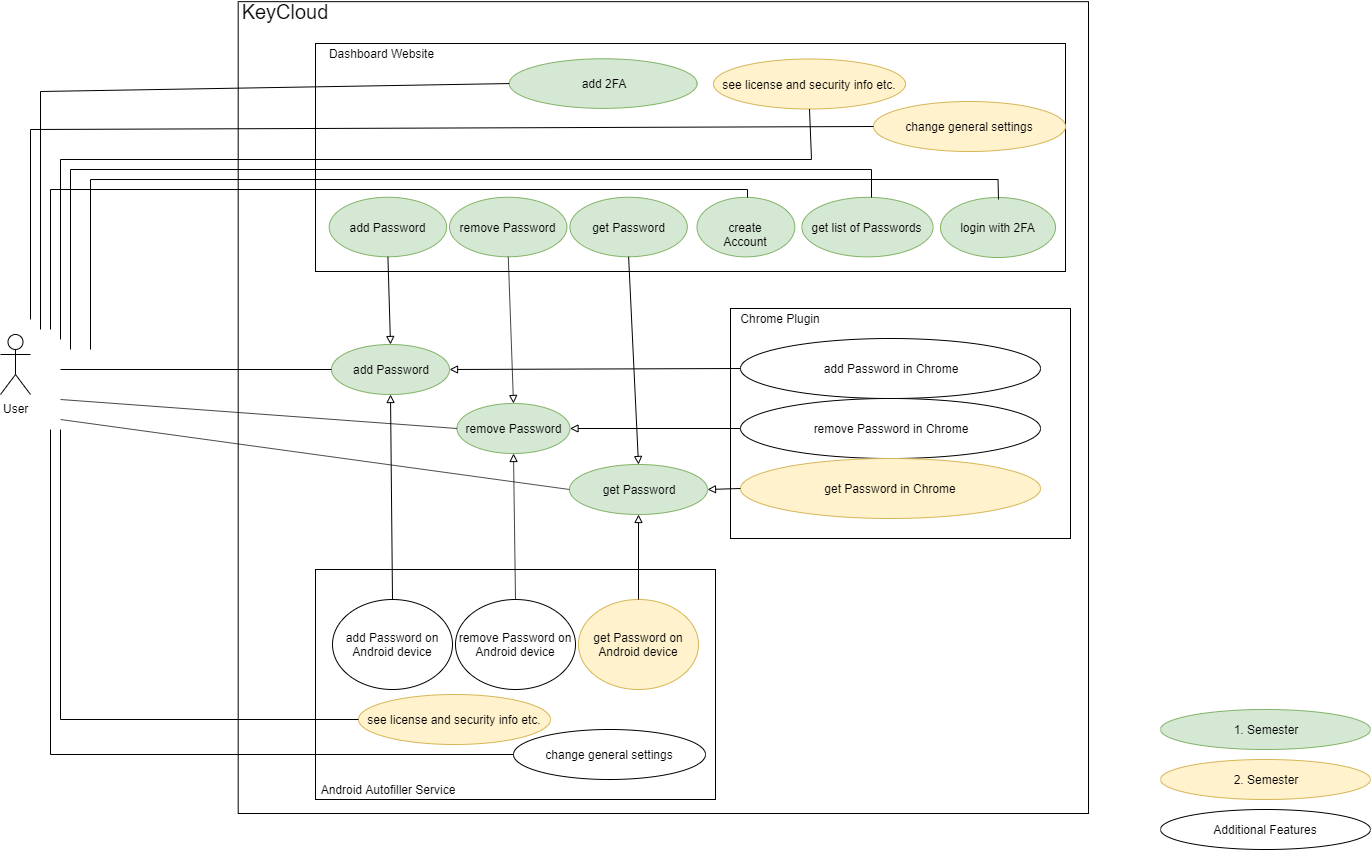 KeyCloud
Dashboard Website
add 2FA
see license and security info etc.
change general settings
add Password
remove Password
get Password
create
Account
get list of Passwords
login with 2FA
User
add Password
remove Password
get Password
Chrome Plugin
add Password in Chrome
remove Password in Chrome
get Password in Chrome
add Password on
Android device
remove Password on
Android device
get Password on
Android device
see license and security info etc.
change general settings
Android Autofiller Service
1. Semester
2. Semester
Additional Features